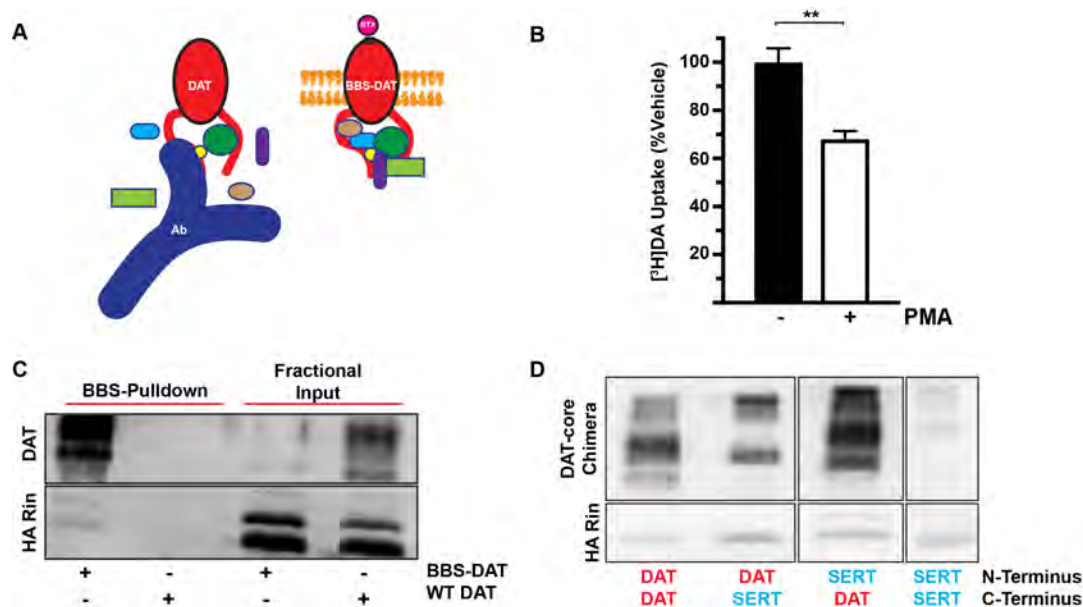 A
BTX
DAT
BBS-DAT
Ab
B
**
[³H]DA Uptake (%Vehicle)
100
80
60
40
20
- + PMA
C
BBS-Pulldown
Fractional
Input
DAT
HA Rin
+ - + - BBS-DAT
- + - + WT DAT
D
DAT-core
Chimera
HA Rin
DAT DAT SERT SERT N-Terminus
DAT SERT DAT SERT C-Terminus